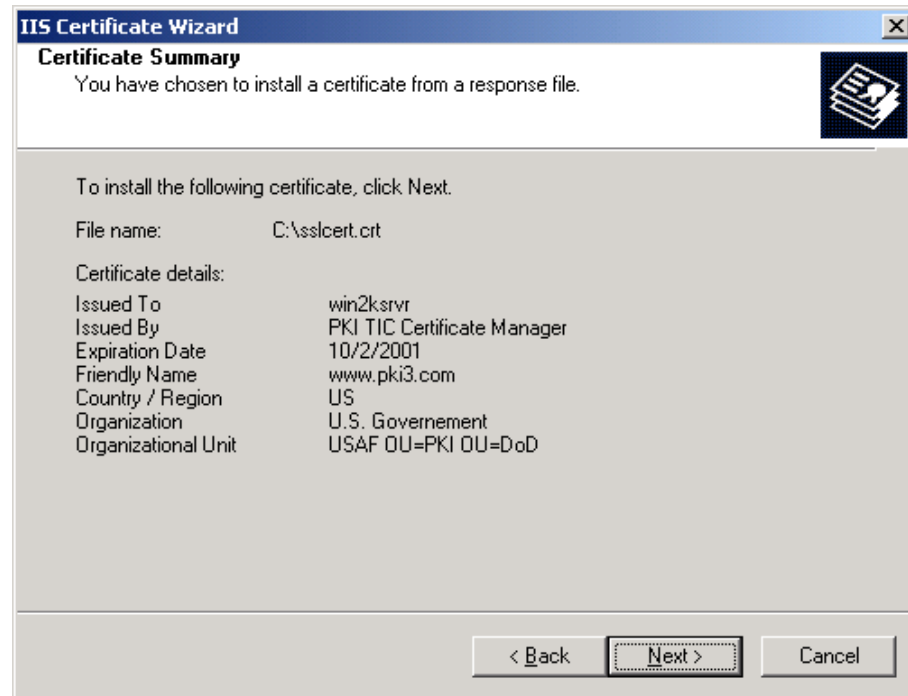 IIS Certificate Wizard
Certificate Summary
You have chosen to install a certificate from a response file.
To install the following certificate, click Next.
File name: C:\sslcert.crt
Certificate details:
Issued To win2ksrvr
Issued By PKI TIC Certificate Manager
Expiration Date 10/2/2001
Friendly Name www.pki3.com
Country / Region US
Organization U.S. Governement
Organizational Unit USAF OU=PKI OU=DoD
< Back Next > Cancel